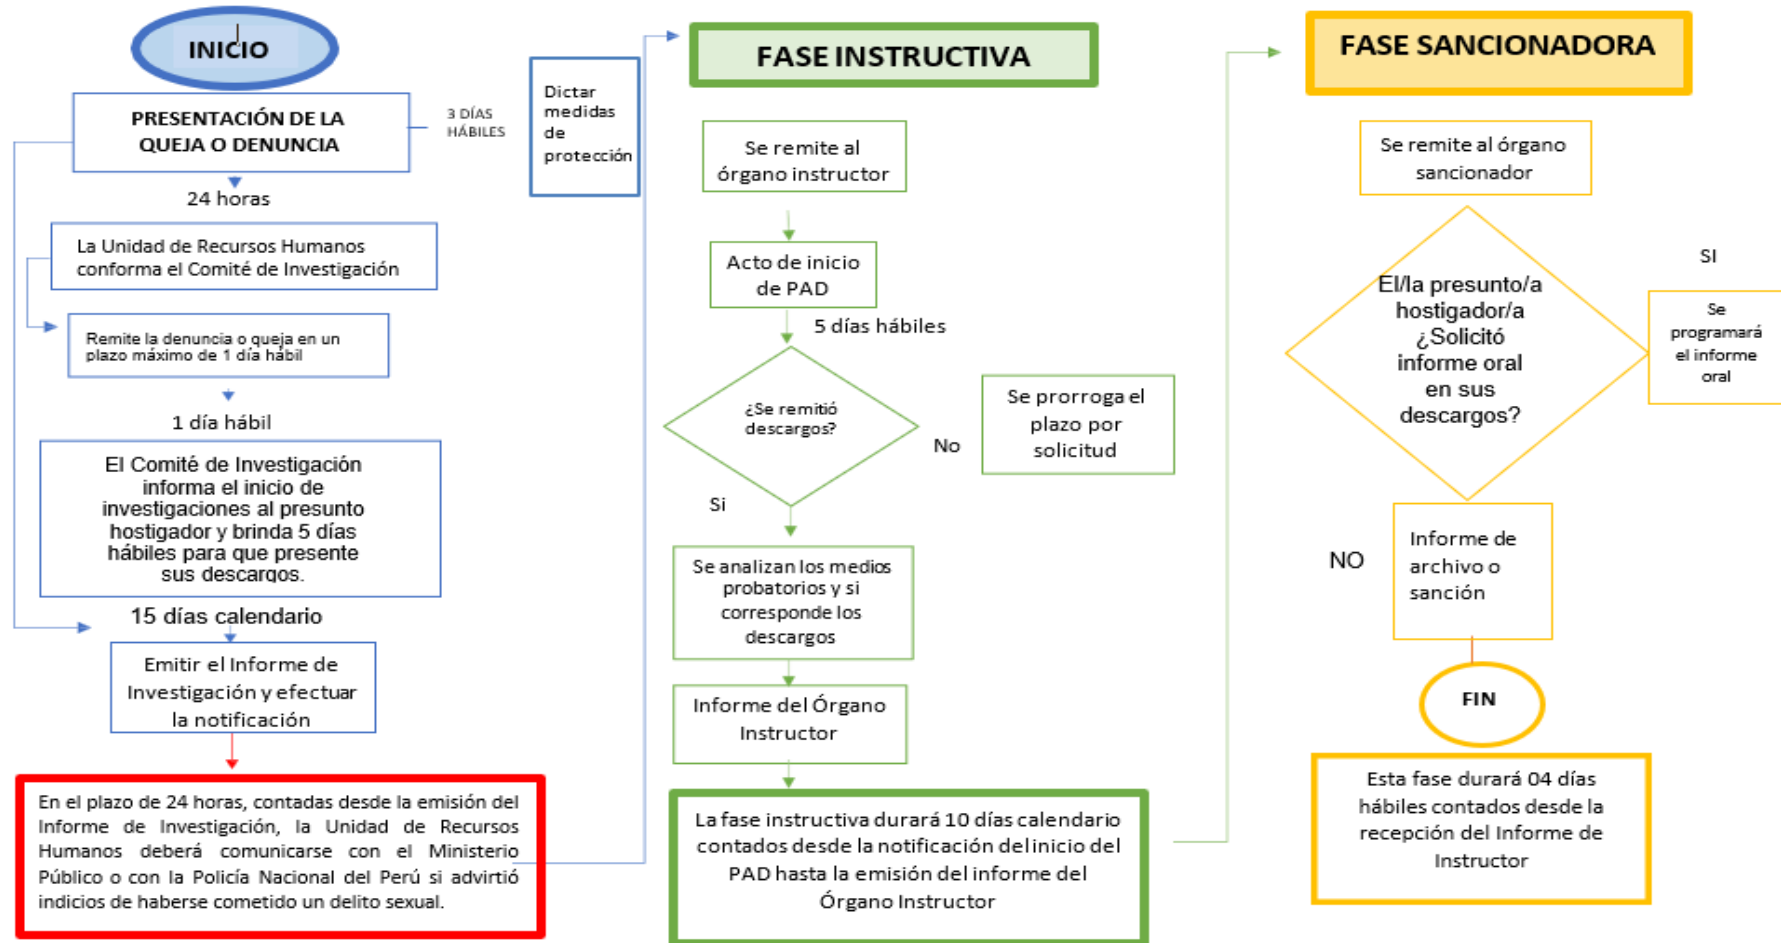 INICIO
PRESENTACIÓN DE LA
QUEJA O DENUNCIA
3 DÍAS
HÁBILES
Dictar
medidas
de
protección
24 horas
La Unidad de Recursos Humanos
conforma el Comité de Investigación
Remite la denuncia o queja en un
plazo máximo de 1 día hábil
1 día hábil
El Comité de Investigación
informa el inicio de
investigaciones al presunto
hostigador y brinda 5 días
hábiles para que presente
sus descargos.
15 días calendario
Emitir el Informe de
Investigación y efectuar
la notificación
En el plazo de 24 horas, contadas desde la emisión del
Informe de Investigación, la Unidad de Recursos
Humanos deberá comunicarse con el Ministerio
Público o con la Policía Nacional del Perú si advirtió
indicios de haberse cometido un delito sexual.
FASE INSTRUCTIVA
Se remite al
órgano instructor
Acto de inicio
de PAD
5 días hábiles
¿Se remitió
descargos?
No
Se prorroga el
plazo por
solicitud
Si
Se analizan los medios
probatorios y si
corresponde los
descargos
Informe del Órgano
Instructor
La fase instructiva durará 10 días calendario
contados desde la notificación del inicio del
PAD hasta la emisión del informe del
Órgano Instructor
FASE SANCIONADORA
Se remite al órgano
sancionador
El/la presunto/a
hostigador/a
¿Solicitó
informe oral
en sus
descargos?
SI
Se
programará
el informe
oral
NO
Informe de
archivo o
sanción
FIN
Esta fase durará 04 días
hábiles contados desde la
recepción del Informe de
Instructor